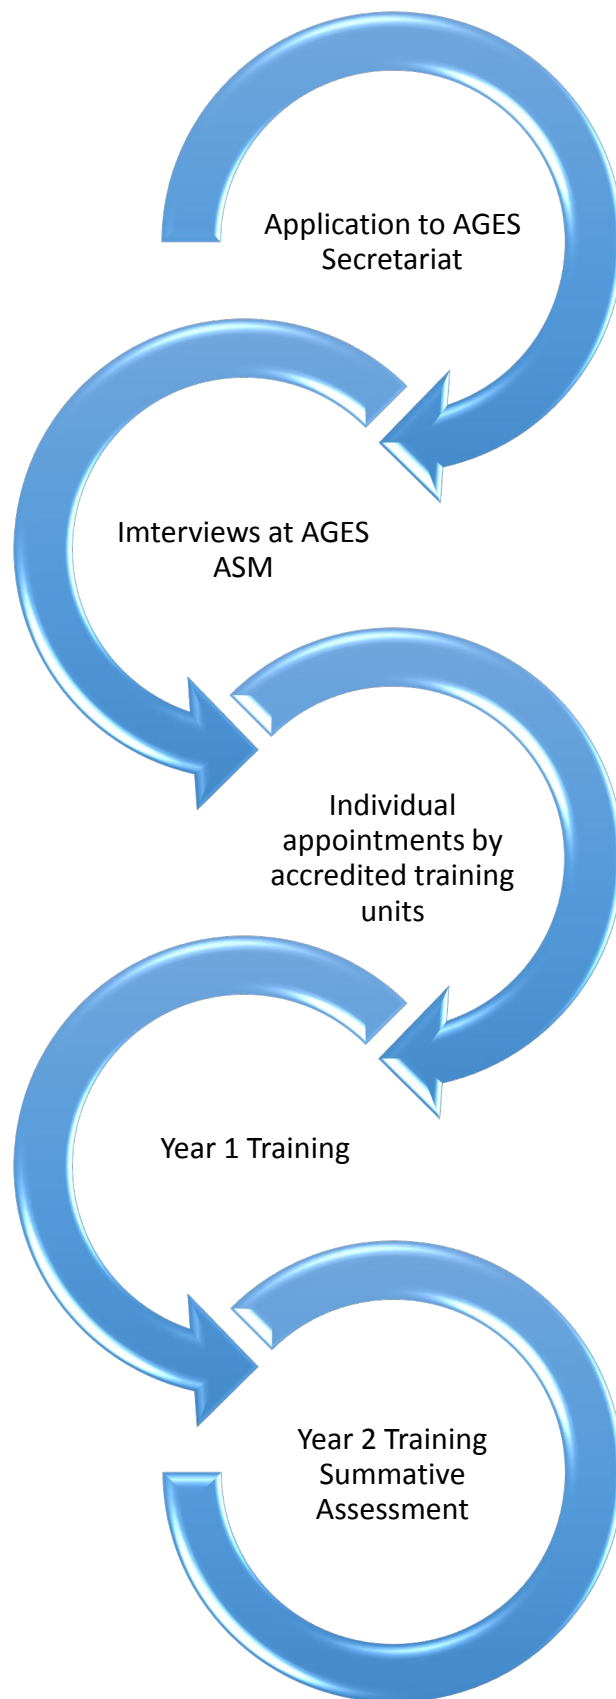 Application to AGES
Secretariat
Imterviews at AGES
ASM
Individual
appointments by
accredited training
units
Year 1 Training
Year 2 Training
Summative
Assessment